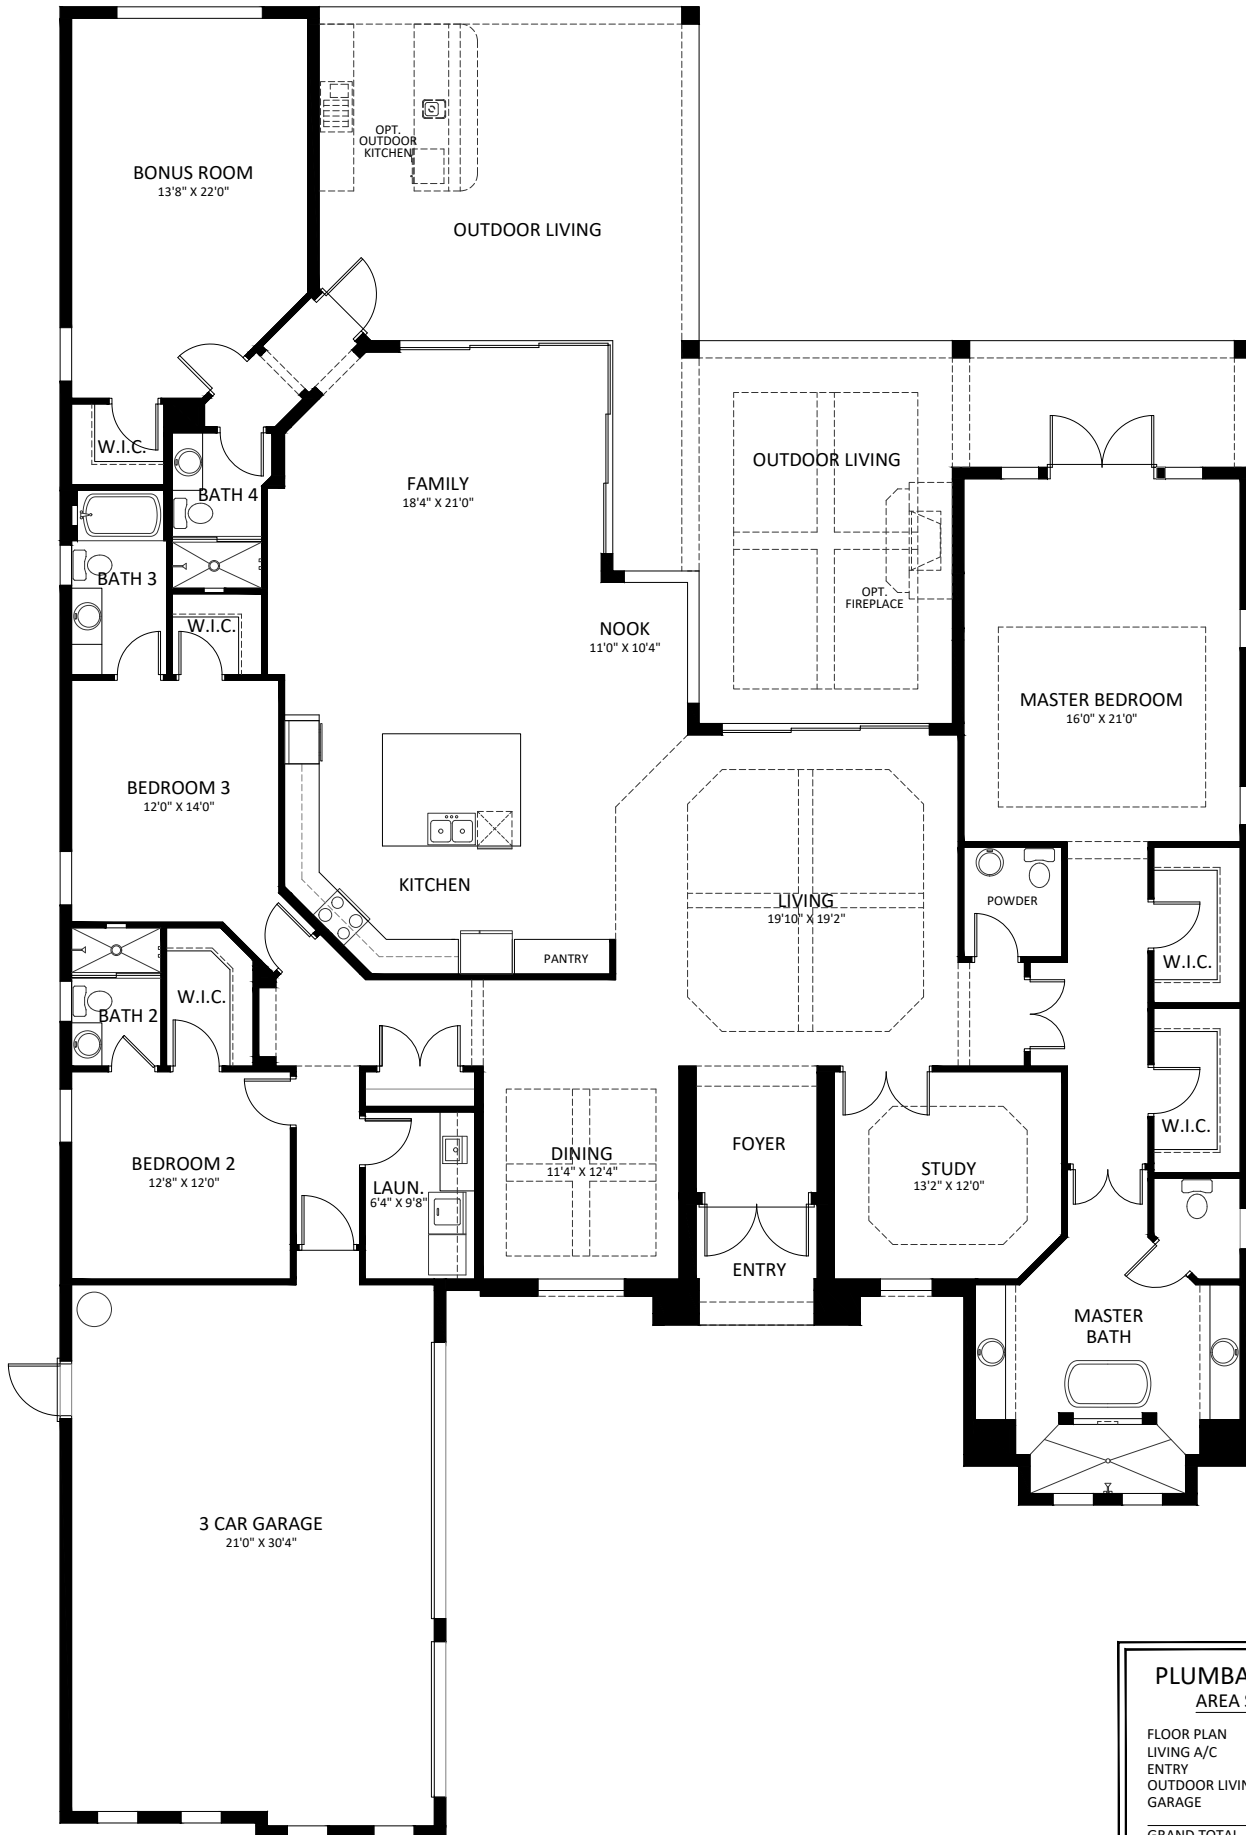 BONUS ROOM
13'8" X 22'0"
OPT.
OUTDOOR
KITCHEN
OUTDOOR LIVING
W.I.C.
BATH 4
FAMILY
18'4" X 21'0"
OUTDOOR LIVING
BATH 3
OPT.
FIREPLACE
W.I.C.
NOOK
11'0" X 10'4"
MASTER BEDROOM
16'0" X 21'0"
BEDROOM 3
12'0" X 14'0"
KITCHEN
LIVING
19'10" X 19'2"
POWDER
PANTRY
W.I.C.
W.I.C.
BATH 2
W.I.C.
BEDROOM 2
12'8" X 12'0"
LAUN.
6'4" X 9'8"
DINING
11'4" X 12'4"
FOYER
STUDY
13'2" X 12'0"
ENTRY
MASTER
BATH
3 CAR GARAGE
21'0" X 30'4"
AREA
FLOOR PLAN
LIVING A/C
ENTRY
OUTDOOR
GARAGE
GRAND TOTAL